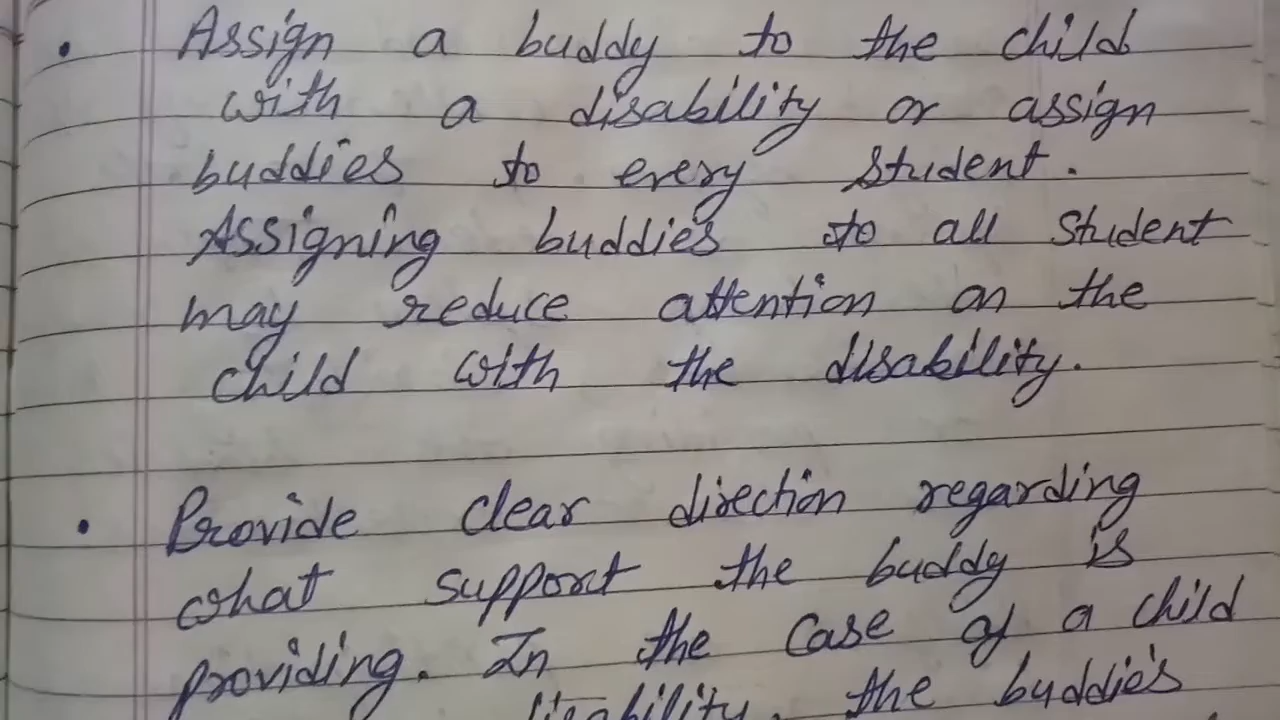 • Assign a buddy to the child
with a disability or assign
buddies to every student.
Assigning buddies to all student
may reduce attention on the
child with the disability.
• Provide clear direction regarding
what support the buddy is
providing. In the case of a child
disability, the buddie's